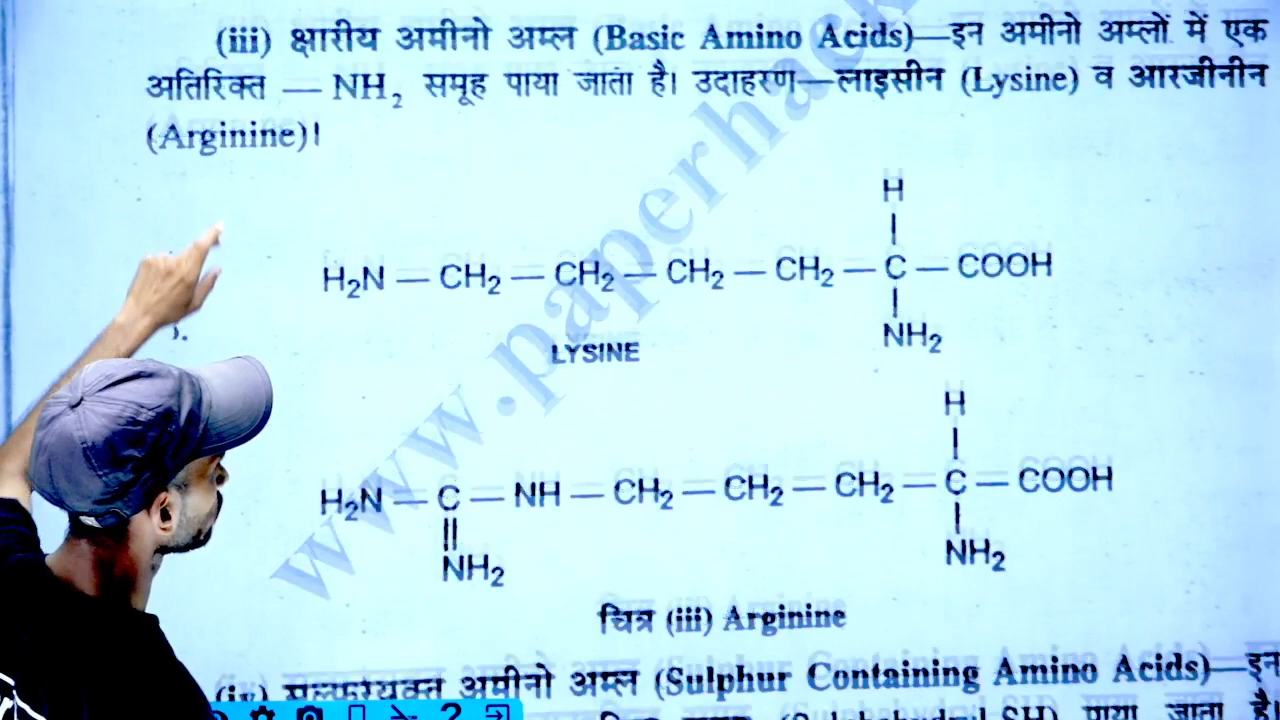 (iii) क्षारीय अमीनो अम्ल (Basic Amino Acids)—इन अमीनो अम्लों में एक
अतिरिक्त — NH₂ समूह पाया जाता है। उदाहरण—लाइसीन (Lysine) व आरजीनीन
(Arginine)।
H
|
H₂N — CH₂ — CH₂ — CH₂ — CH₂ — C — COOH
|
NH₂
LYSINE
H
|
H₂N — C — NH — CH₂ — CH₂ — CH₂ — C — COOH
|| |
NH₂ NH₂
चित्र (iii) Arginine
(iv) अमीनो अम्ल (Sulphur Containing Amino Acids)—इन
पाया जाता है।
www.paperhack